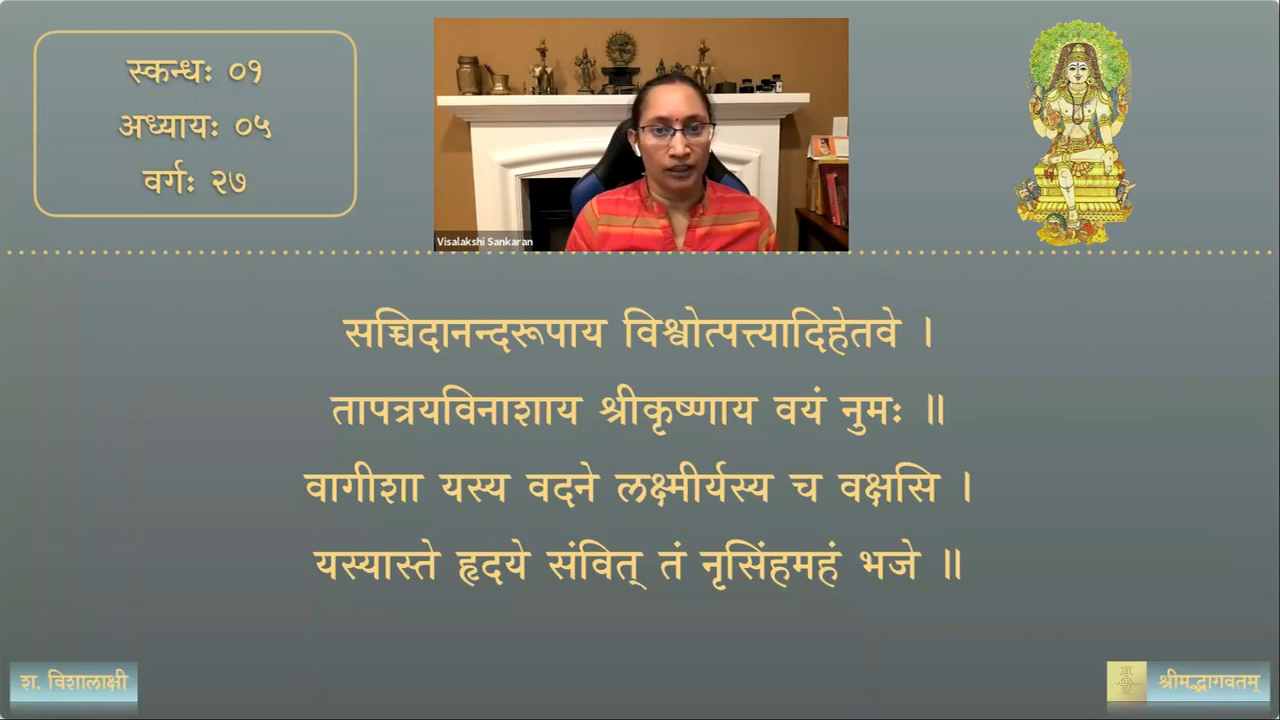 स्कन्धः ०१
अध्यायः ०५
वर्गः २७
Visalakshi Sankaran
सच्चिदानन्दरूपाय विश्वोत्पत्त्यादिहेतवे ।
तापत्रयविनाशाय श्रीकृष्णाय वयं नुमः ॥
वागीशा यस्य वदने लक्ष्मीर्यस्य च वक्षसि ।
यस्यास्ते हृदये संवित् तं नृसिंहमहं भजे ॥
श. विशालाक्षी
श्रीमद्भागवतम्